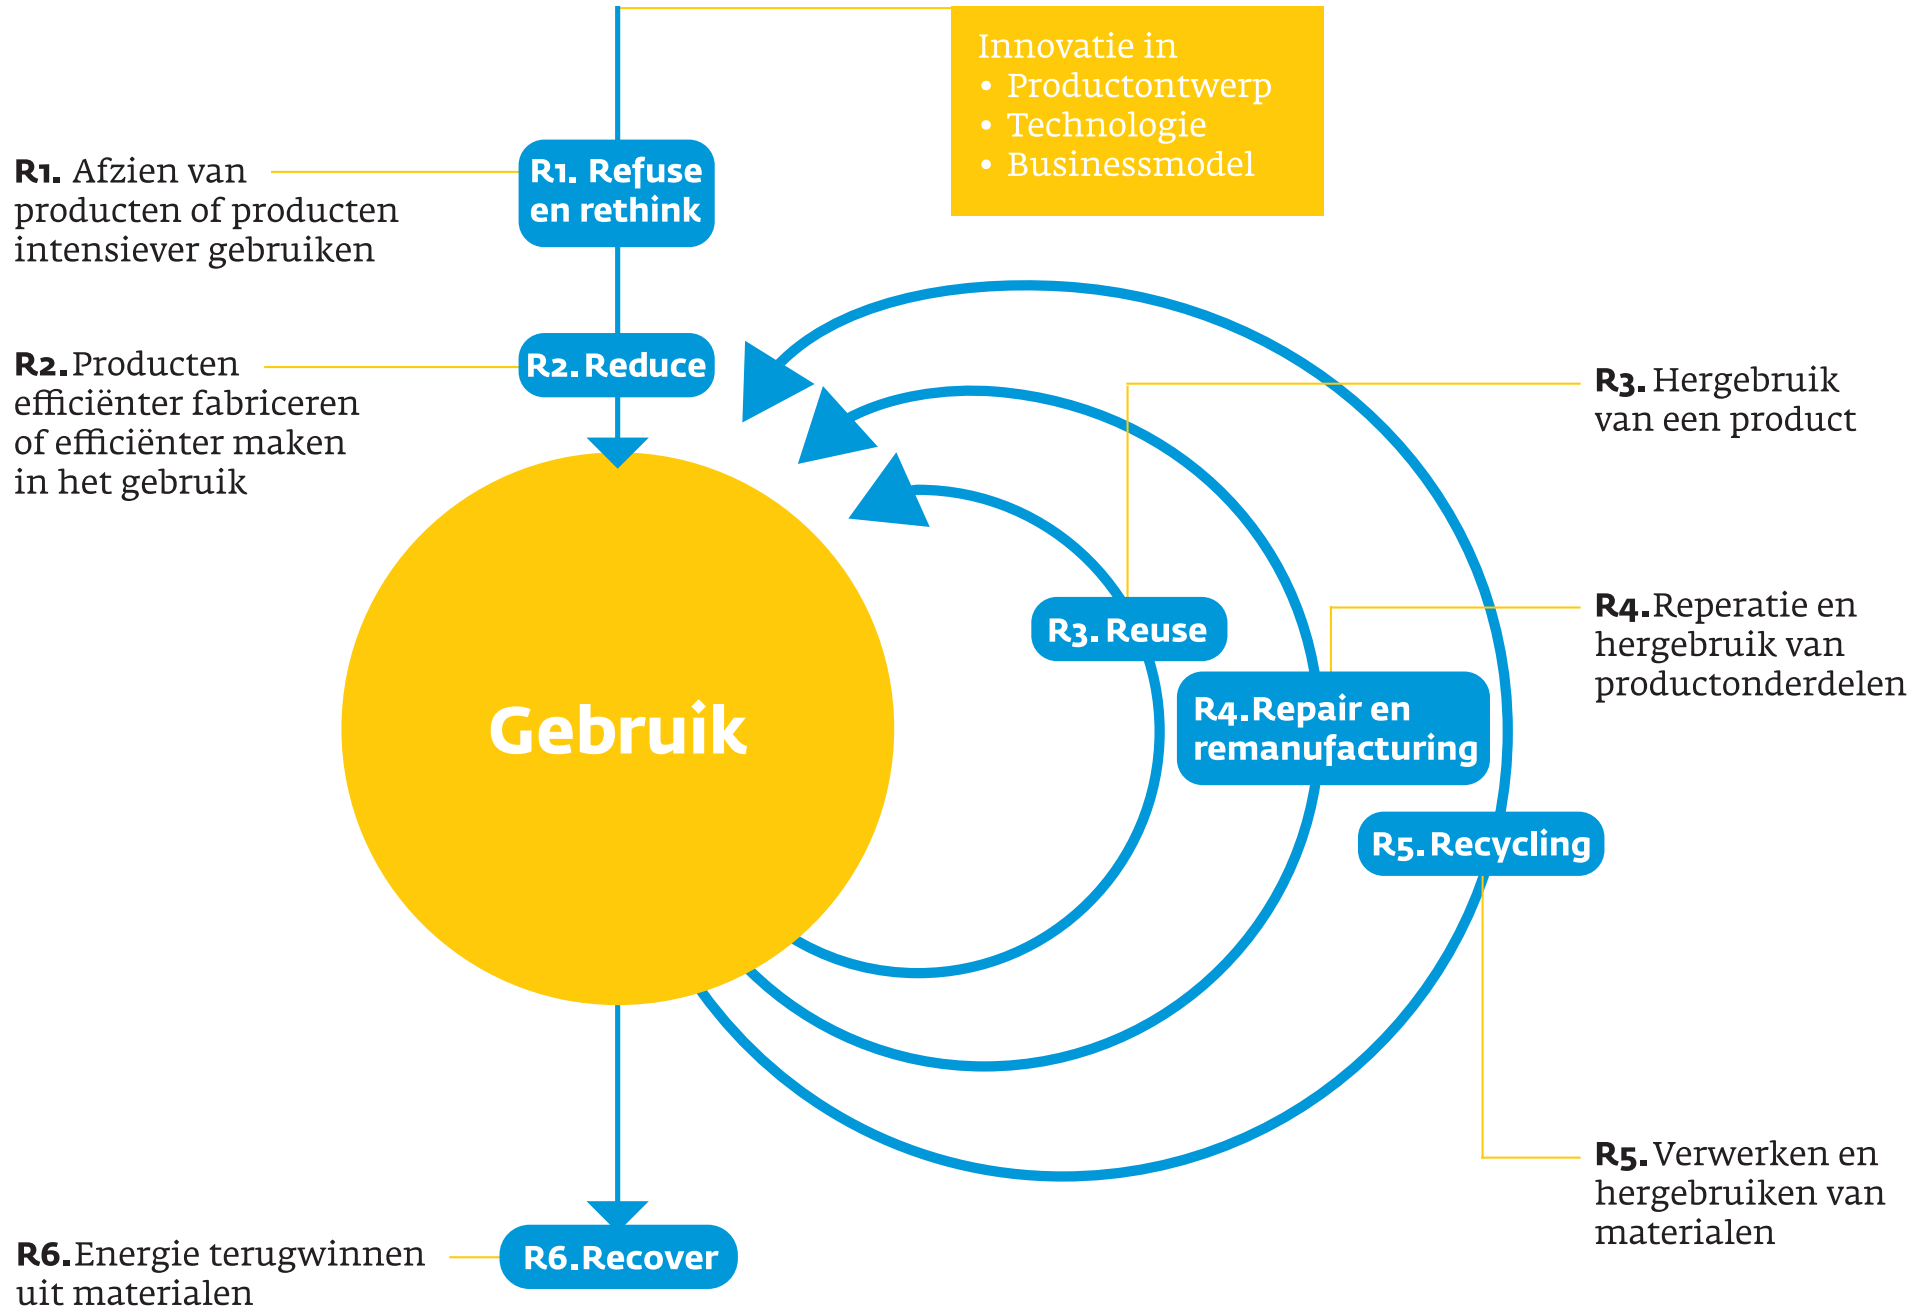 Innovatie in
• Productontwerp
• Technologie
• Businessmodel
R1. Afzien van
producten of producten
intensiever gebruiken
R1. Refuse
en rethink
R2. Producten
efficiënter fabriceren
of efficiënter maken
in het gebruik
R2. Reduce
R3. Hergebruik
van een product
R3. Reuse
R4. Reperatie en
hergebruik van
productonderdelen
R4. Repair en
remanufacturing
Gebruik
R5. Recycling
R5. Verwerken en
hergebruiken van
materialen
R6. Energie terugwinnen
uit materialen
R6. Recover